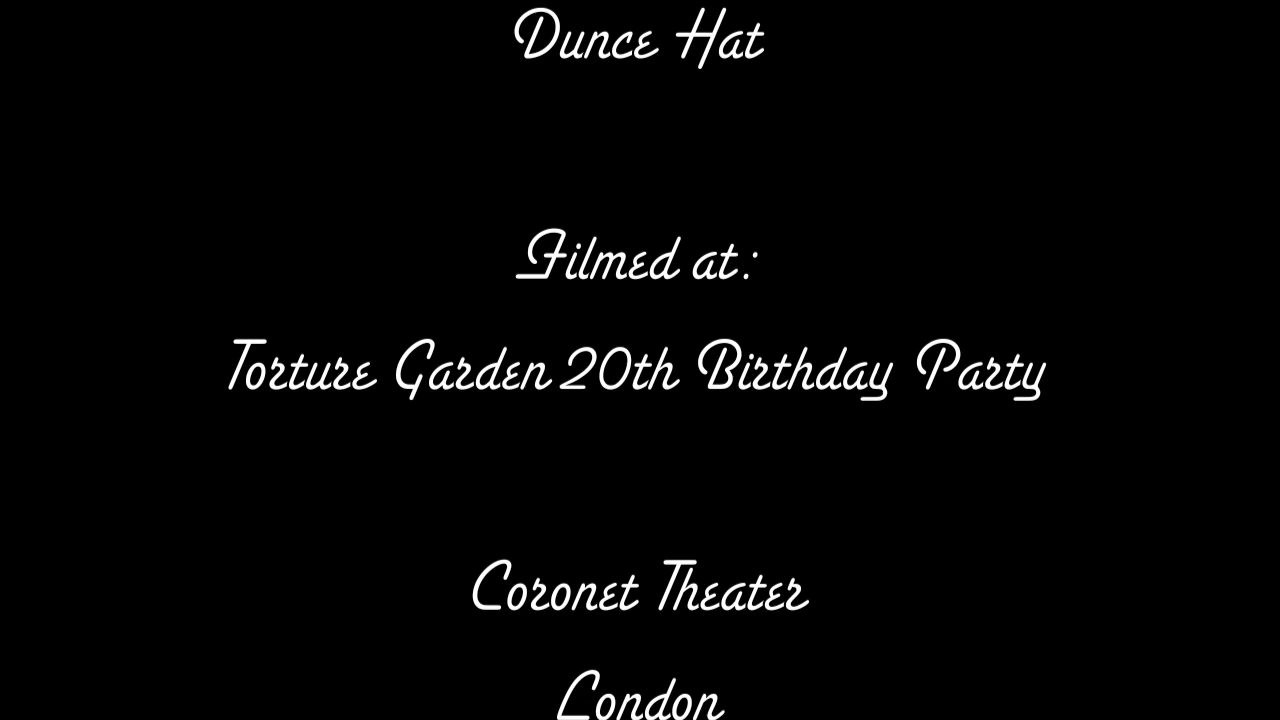 Dunce Hat
Filmed at:
Torture Garden 20th Birthday Party
Coronet Theater
London